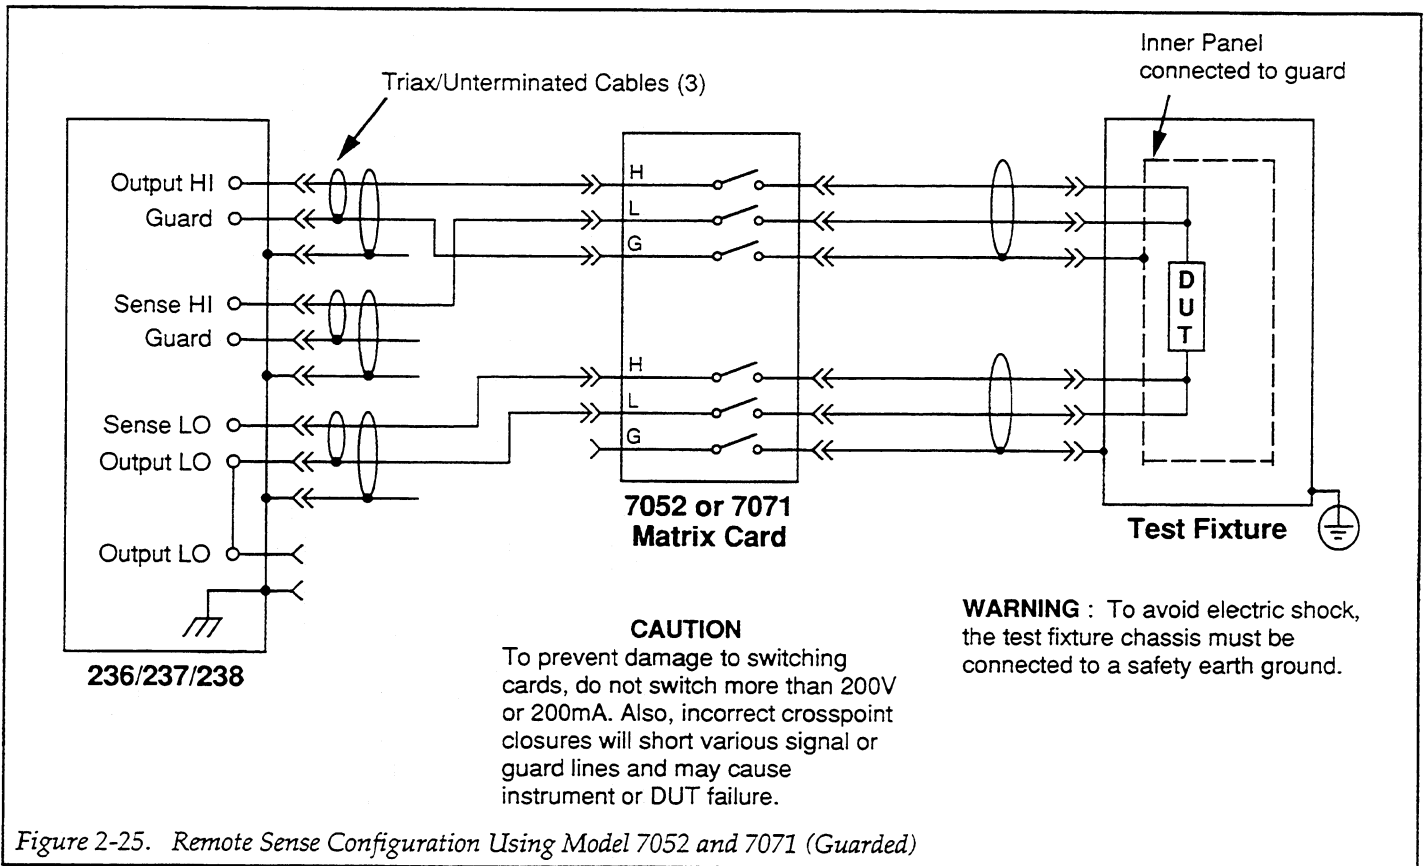 Inner Panel
connected to guard
Triax/Unterminated Cables (3)
Output HI
Guard
Sense HI
Guard
Sense LO
Output LO
Output LO
236/237/238
H
L
G
H
L
G
7052 or 7071
Matrix Card
D
U
T
Test Fixture
CAUTION
To prevent damage to switching
cards, do not switch more than 200V
or 200mA. Also, incorrect crosspoint
closures will short various signal or
guard lines and may cause
instrument or DUT failure.
WARNING : To avoid electric shock,
the test fixture chassis must be
connected to a safety earth ground.
Figure 2-25. Remote Sense Configuration Using Model 7052 and 7071 (Guarded)